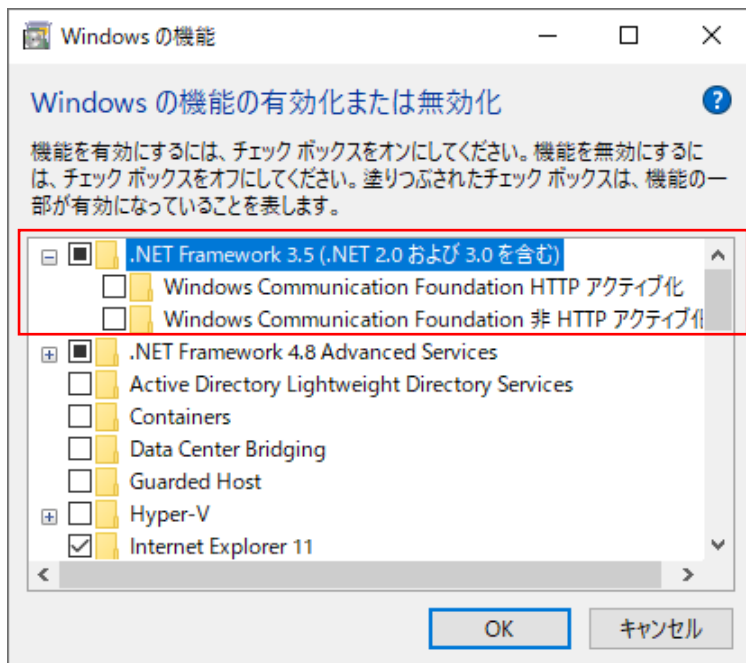 Windows の機能
Windows の機能の有効化または無効化
機能を有効にするには、チェック ボックスをオンにしてください。機能を無効にするに
は、チェック ボックスをオフにしてください。塗りつぶされたチェック ボックスは、機能の一
部が有効になっていることを表します。
.NET Framework 3.5 (.NET 2.0 および 3.0 を含む)
Windows Communication Foundation HTTP アクティブ化
Windows Communication Foundation 非 HTTP アクティブ化
.NET Framework 4.8 Advanced Services
Active Directory Lightweight Directory Services
Containers
Data Center Bridging
Guarded Host
Hyper-V
Internet Explorer 11
OK
キャンセル